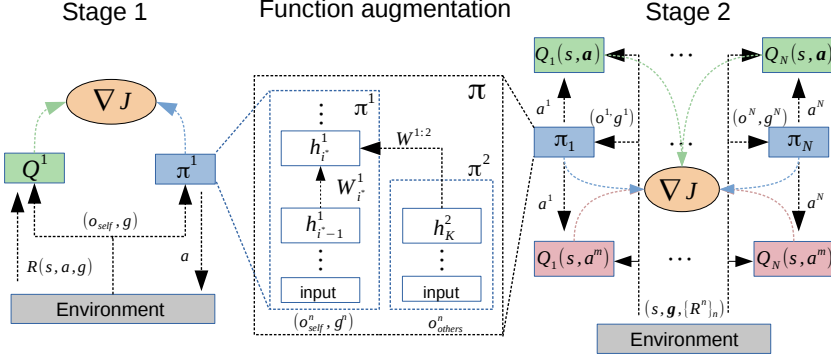 Stage 1
∇J
Q¹
π¹
(o_self, g)
R(s,a,g)
a
Environment
Function augmentation
π
π¹
h¹_{i*}
W^{1:2}
W¹_{i*}
π²
h¹_{i*−1}
h²_K
input
input
(oⁿ_self, gⁿ)
oⁿ_others
Stage 2
Q₁(s,𝒂)
...
Q_N(s,𝒂)
a¹
(o¹,g¹)
(o^N,g^N)
a^N
π₁
...
π_N
∇J
a¹
a^N
Q₁(s,a^m)
...
Q_N(s,a^m)
(s,𝒈,{Rⁿ}_n)
Environment